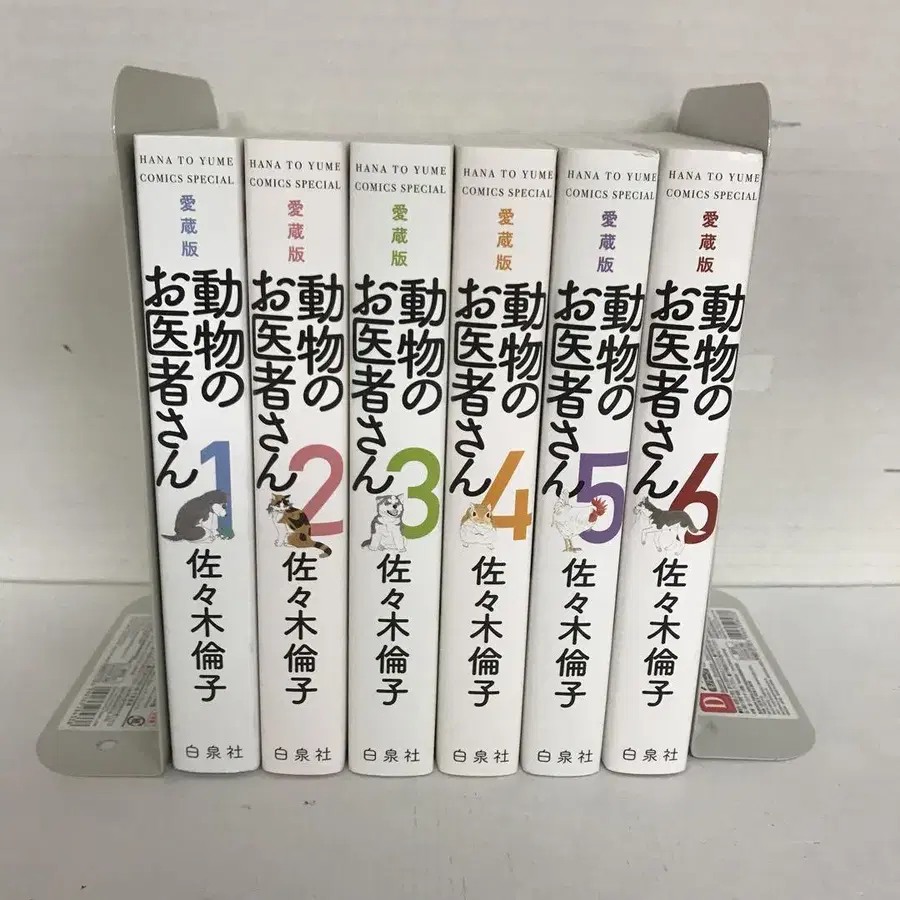 HANA TO YUME
COMICS SPECIAL
愛蔵版
動物の
お医者さん
1
佐々木倫子
白泉社
HANA TO YUME
COMICS SPECIAL
愛蔵版
動物の
お医者さん
2
佐々木倫子
白泉社
HANA TO YUME
COMICS SPECIAL
愛蔵版
動物の
お医者さん
3
佐々木倫子
白泉社
HANA TO YUME
COMICS SPECIAL
愛蔵版
動物の
お医者さん
4
佐々木倫子
白泉社
HANA TO YUME
COMICS SPECIAL
愛蔵版
動物の
お医者さん
5
佐々木倫子
白泉社
HANA TO YUME
COMICS SPECIAL
愛蔵版
動物の
お医者さん
6
佐々木倫子
白泉社
D